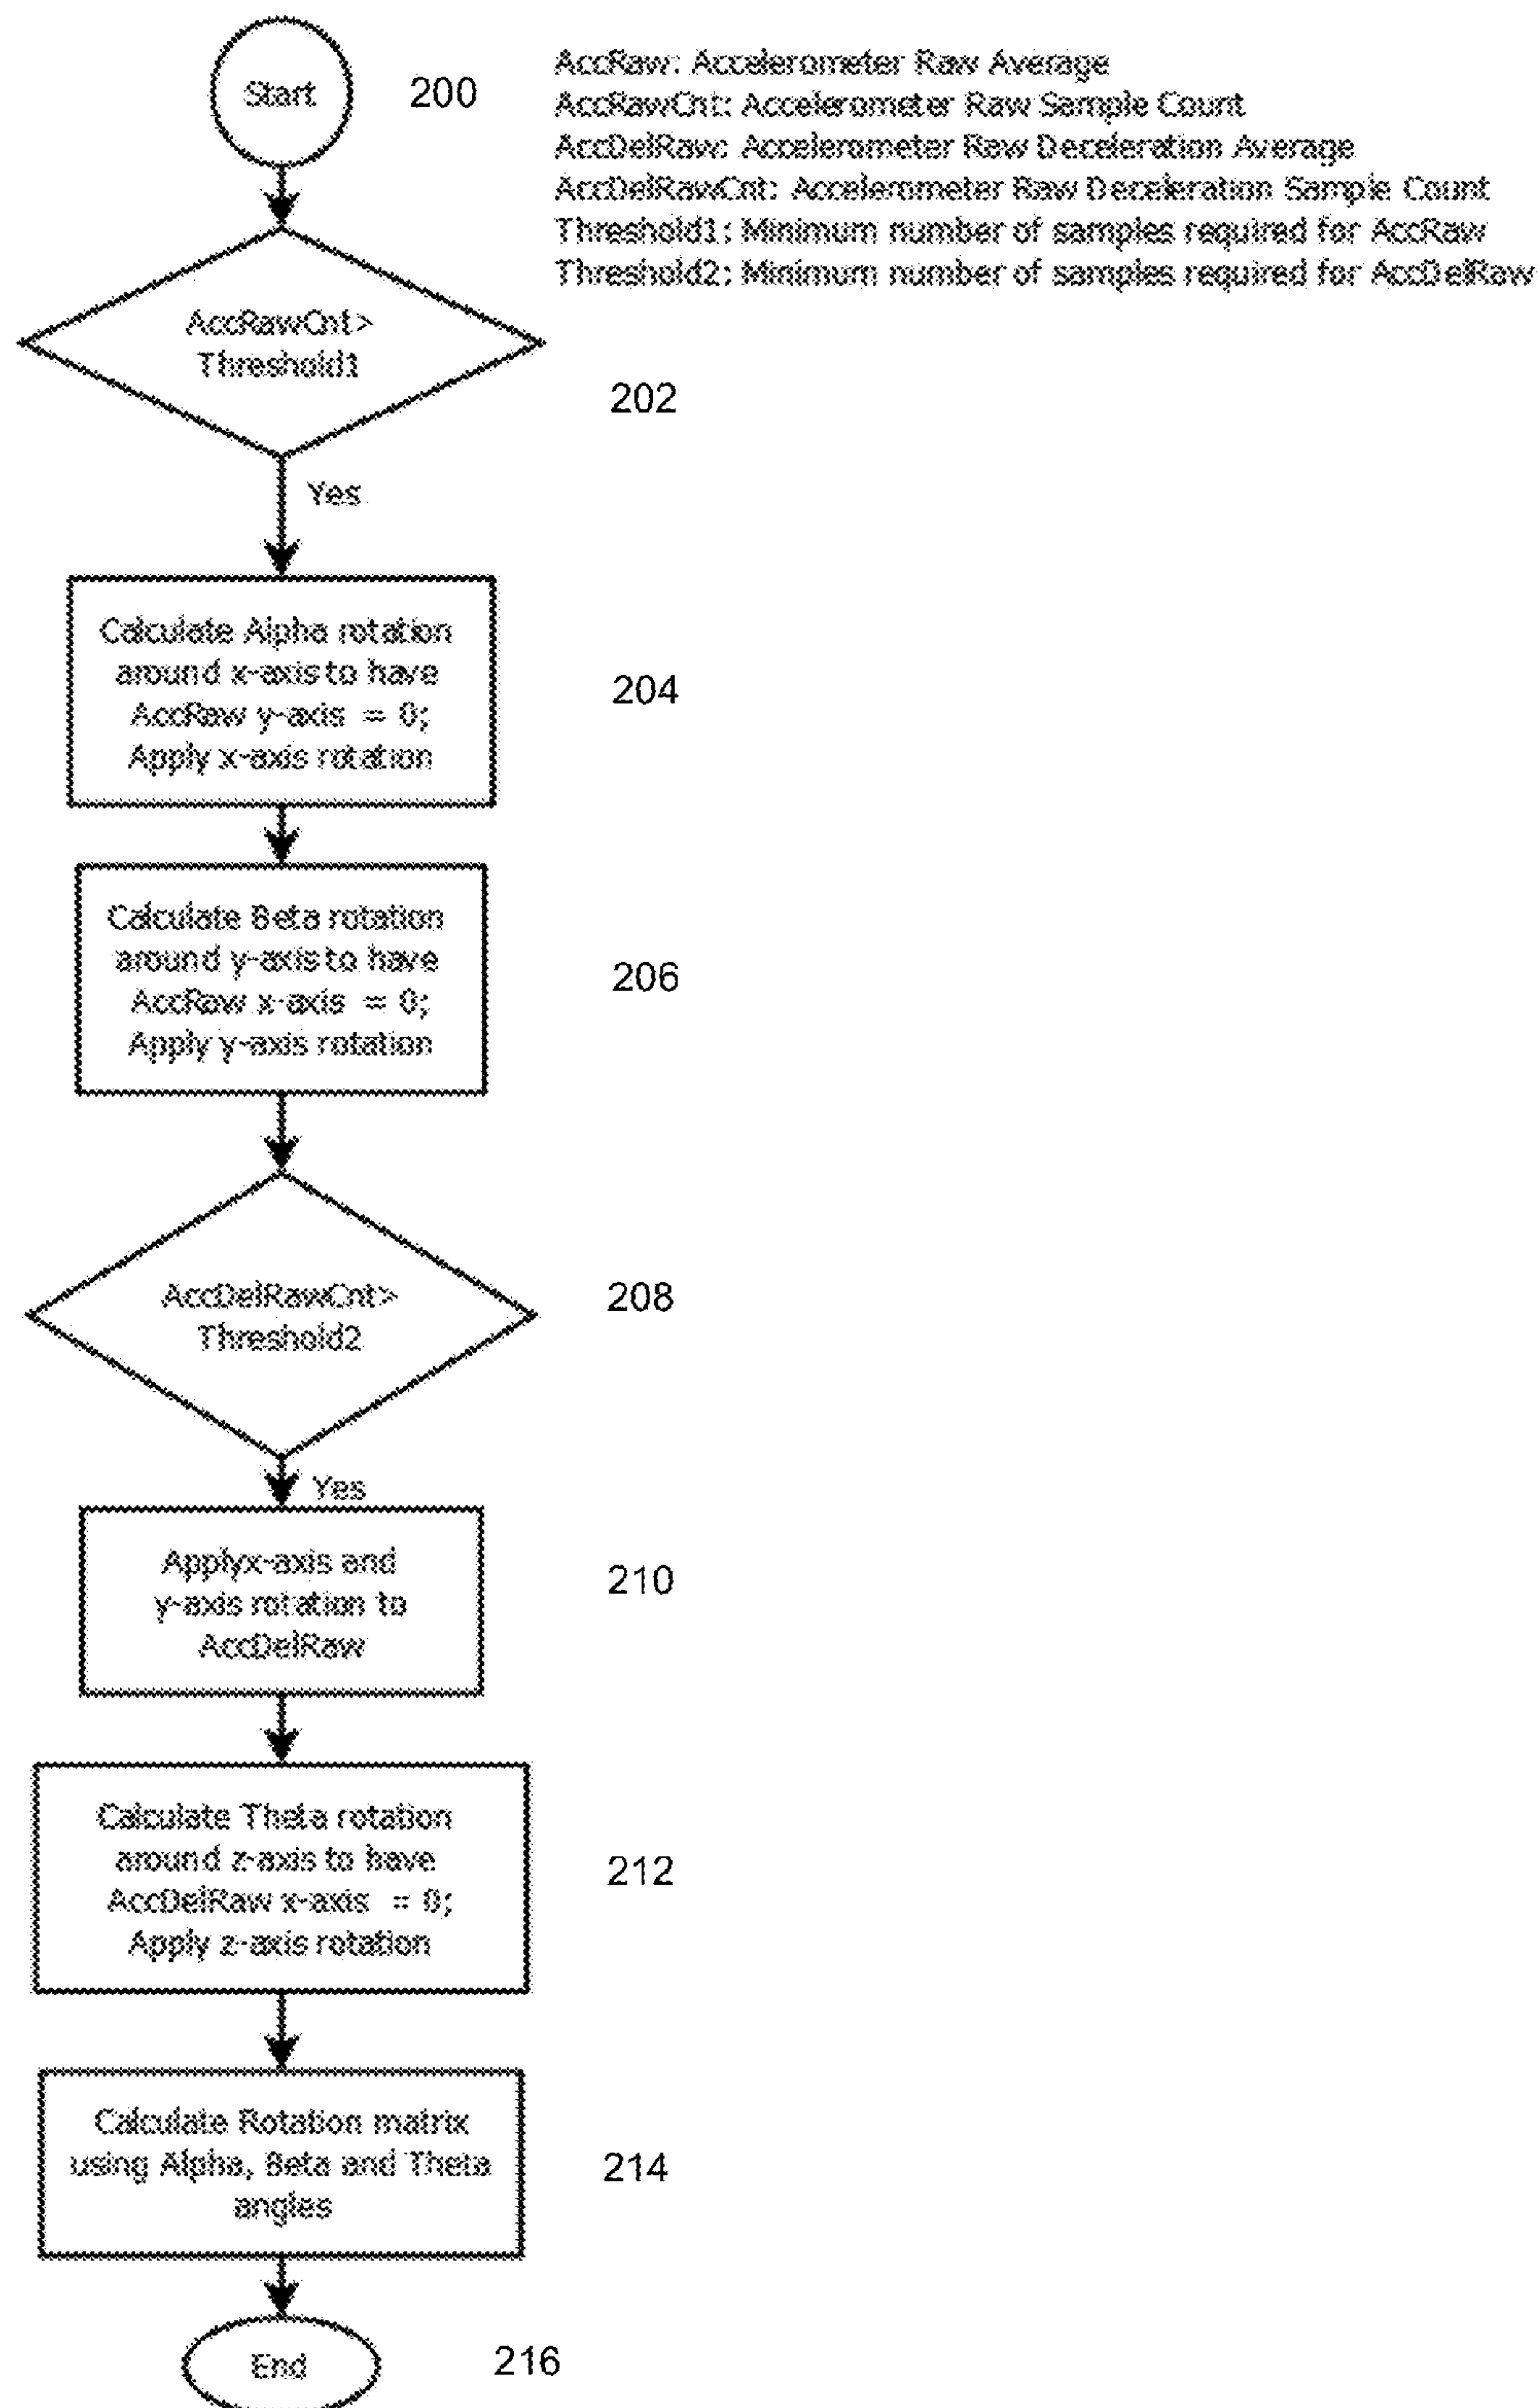 Start
200
AccRaw: Accelerometer Raw Average
AccRawCnt: Accelerometer Raw Sample Count
AccDelRaw: Accelerometer Raw Deceleration Average
AccDelRawCnt: Accelerometer Raw Deceleration Sample Count
Threshold1: Minimum number of samples required for AccRaw
Threshold2: Minimum number of samples required for AccDelRaw
AccRawCnt>
Threshold1
202
Yes
Calculate Alpha rotation
around x-axis to have
AccRaw y-axis = 0;
Apply x-axis rotation
204
Calculate Beta rotation
around y-axis to have
AccRaw x-axis = 0;
Apply y-axis rotation
206
AccDelRawCnt>
Threshold2
208
Yes
Applyx-axis and
y-axis rotation to
AccDelRaw
210
Calculate Theta rotation
around z-axis to have
AccDelRaw x-axis = 0;
Apply z-axis rotation
212
Calculate Rotation matrix
using Alpha, Beta and Theta
angles
214
End
216